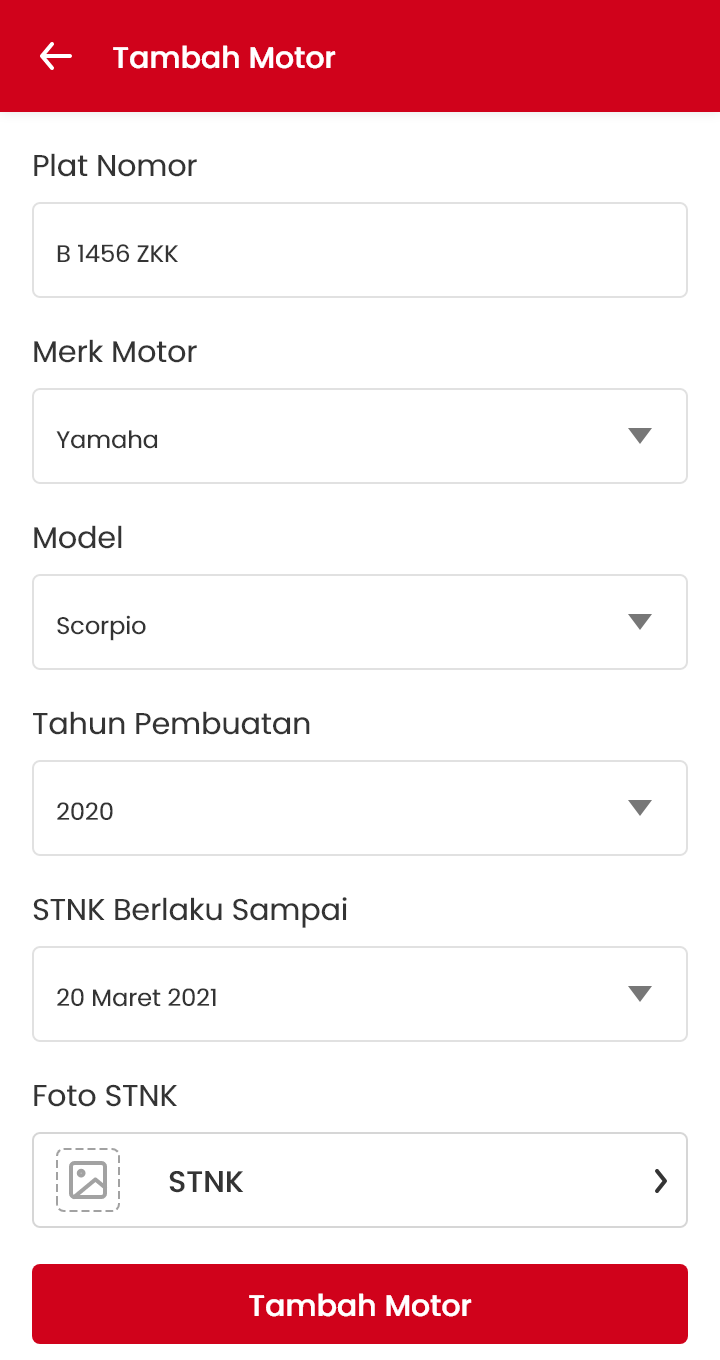 Tambah Motor
Plat Nomor
B 1456 ZKK
Merk Motor
Yamaha
Model
Scorpio
Tahun Pembuatan
2020
STNK Berlaku Sampai
20 Maret 2021
Foto STNK
STNK
Tambah Motor